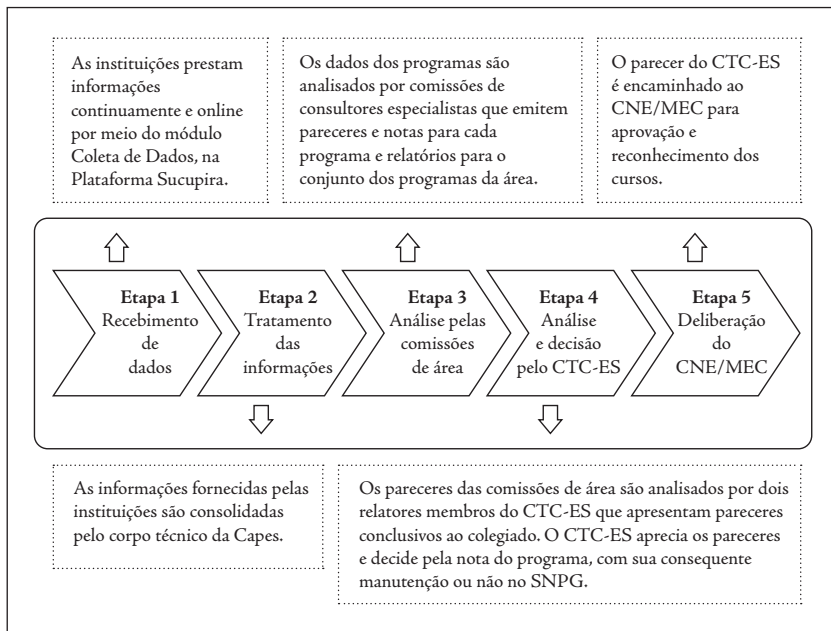 As instituições prestam
informações
continuamente e online
por meio do módulo
Coleta de Dados, na
Plataforma Sucupira.
Os dados dos programas são
analisados por comissões de
consultores especialistas que emitem
pareceres e notas para cada
programa e relatórios para o
conjunto dos programas da área.
O parecer do CTC-ES
é encaminhado ao
CNE/MEC para
aprovação e
reconhecimento dos
cursos.
Etapa 1
Recebimento
de
dados
Etapa 2
Tratamento
das
informações
Etapa 3
Análise pelas
comissões
de área
Etapa 4
Análise
e decisão
pelo CTC-ES
Etapa 5
Deliberação
do
CNE/MEC
As informações fornecidas pelas
instituições são consolidadas
pelo corpo técnico da Capes.
Os pareceres das comissões de área são analisados por dois
relatores membros do CTC-ES que apresentam pareceres
conclusivos ao colegiado. O CTC-ES aprecia os pareceres
e decide pela nota do programa, com sua consequente
manutenção ou não no SNPG.